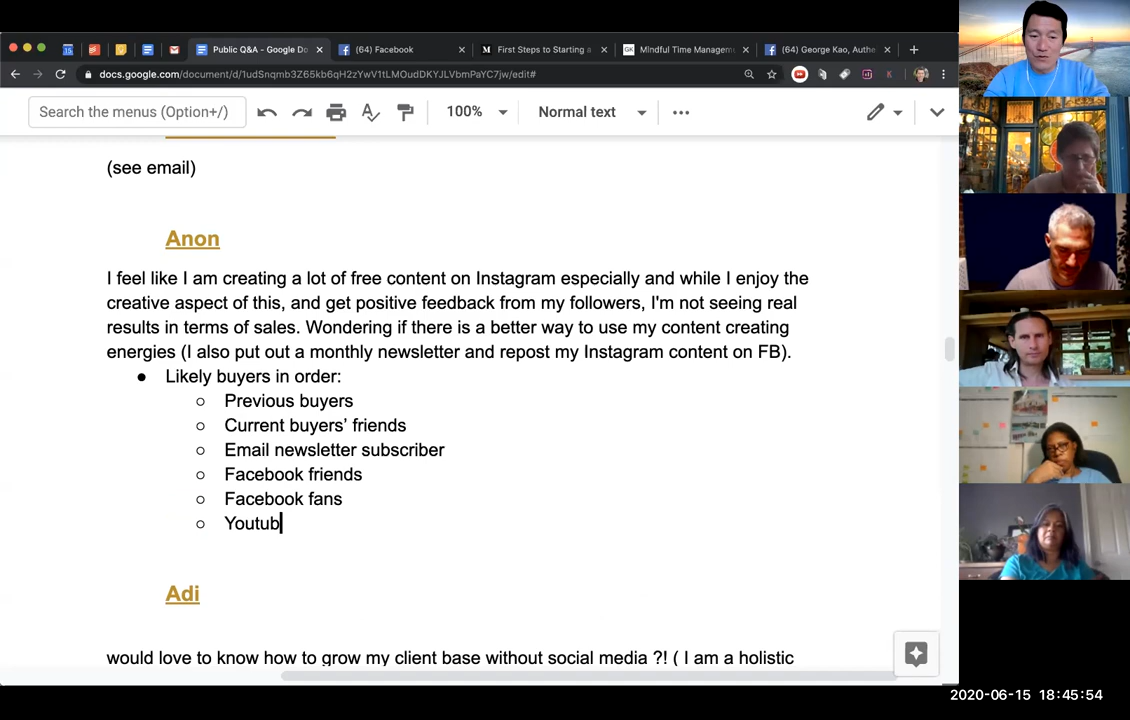 Public Q&A - Google Do
(64) Facebook
First Steps to Starting a
Mindful Time Managem
(64) George Kao, Authe
docs.google.com/document/d/1udSnqmb3Z65kb6qH2zYwV1tLMOudDKYJLVbmPaYC7jw/edit#
Search the menus (Option+/)
100%
Normal text
(see email)
Anon
I feel like I am creating a lot of free content on Instagram especially and while I enjoy the
creative aspect of this, and get positive feedback from my followers, I'm not seeing real
results in terms of sales. Wondering if there is a better way to use my content creating
energies (I also put out a monthly newsletter and repost my Instagram content on FB).
Likely buyers in order:
Previous buyers
Current buyers’ friends
Email newsletter subscriber
Facebook friends
Facebook fans
Youtub
Adi
would love to know how to grow my client base without social media ?! ( I am a holistic
2020-06-15 18:45:54